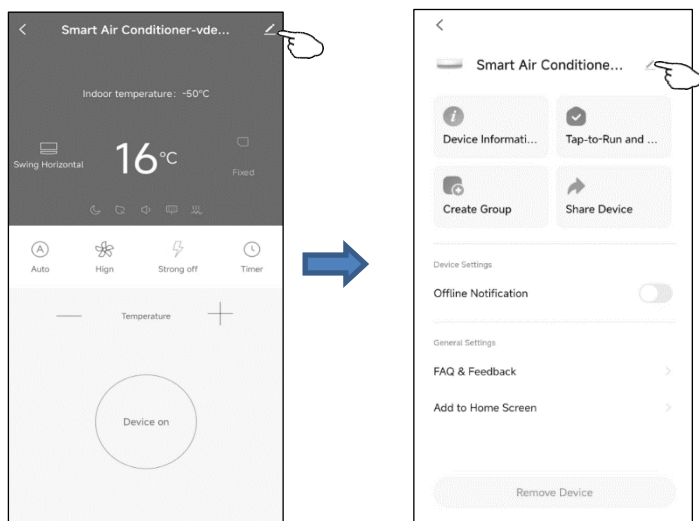 Smart Air Conditioner-vde...
Indoor temperature: -50°C
Swing Horizontal
16°C
Fixed
Auto
Hign
Strong off
Timer
Temperature
Device on
Smart Air Conditione...
Device Informati...
Tap-to-Run and ...
Create Group
Share Device
Device Settings
Offline Notification
General Settings
FAQ & Feedback
Add to Home Screen
Remove Device